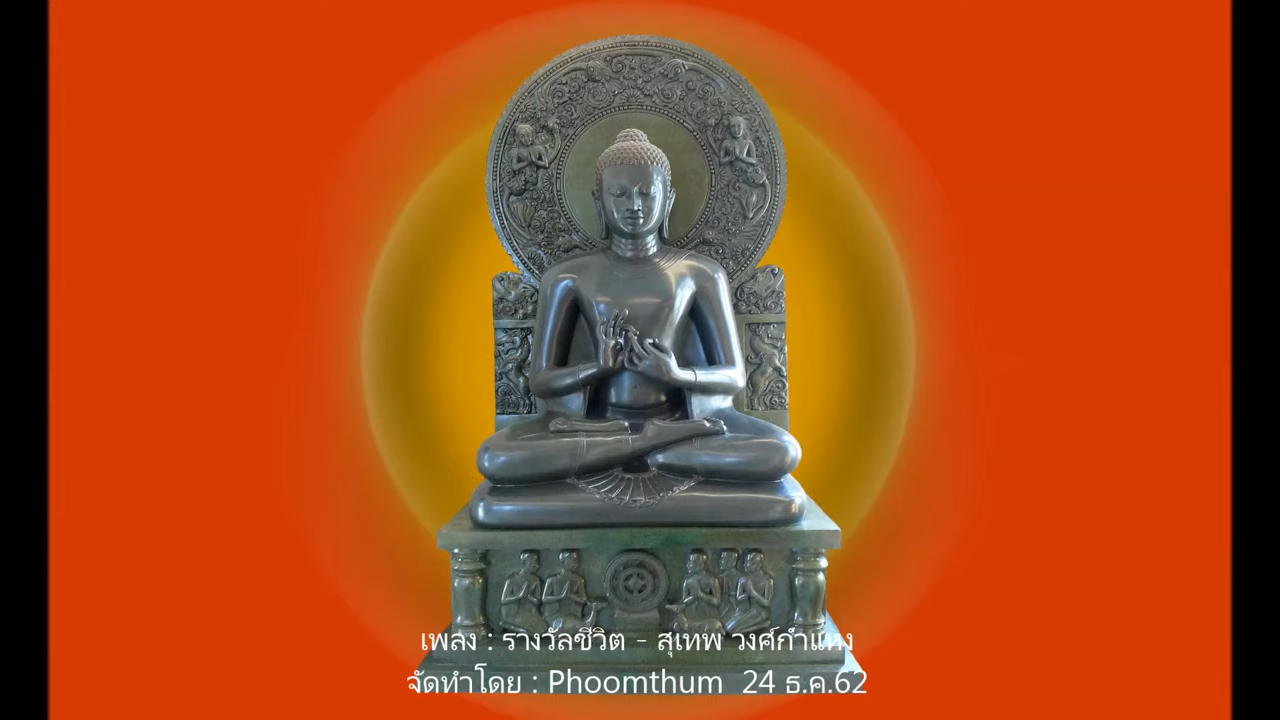 เพลง : รางวัลชีวิต - สุเทพ วงศ์กำแหง
จัดทำโดย : Phoomthum 24 ธ.ค.62